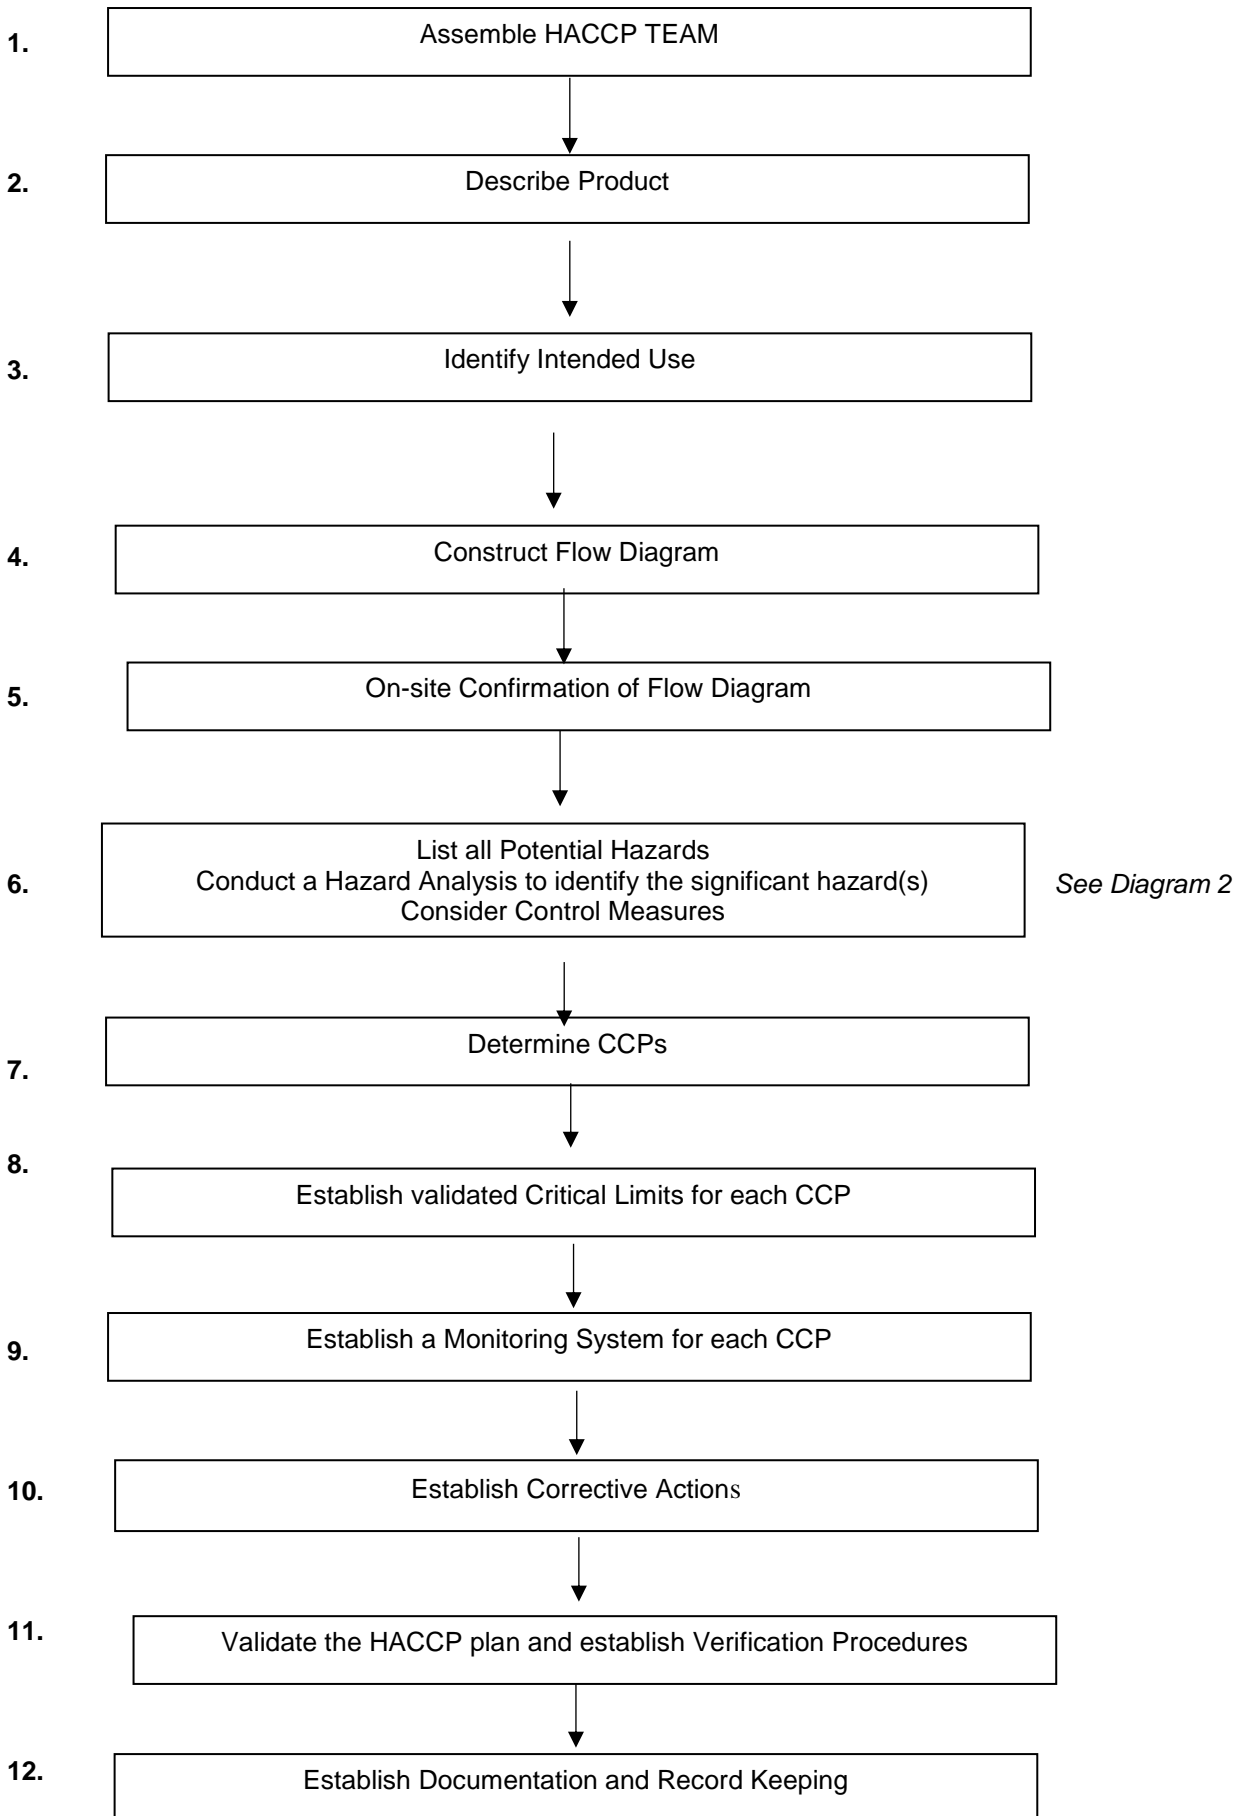 1. Assemble HACCP TEAM
2. Describe Product
3. Identify Intended Use
4. Construct Flow Diagram
5. On-site Confirmation of Flow Diagram
List all Potential Hazards
6. Conduct a Hazard Analysis to identify the significant hazard(s) See Diagram 2
Consider Control Measures
7. Determine CCPs
8. Establish validated Critical Limits for each CCP
9. Establish a Monitoring System for each CCP
10. Establish Corrective Actions
11. Validate the HACCP plan and establish Verification Procedures
12. Establish Documentation and Record Keeping